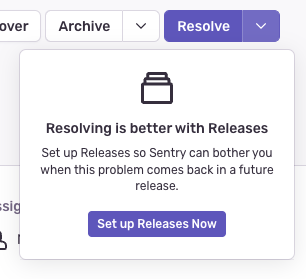 over Archive Resolve
Resolving is better with Releases
Set up Releases so Sentry can bother you
when this problem comes back in a future
release.
Set up Releases Now